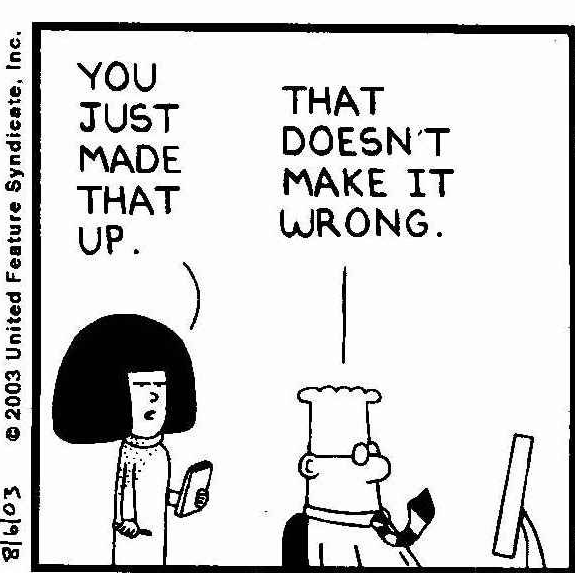 YOU
JUST
MADE
THAT
UP.
THAT
DOESN'T
MAKE IT
WRONG.
© 2003 United Feature Syndicate, Inc.
8/6/03